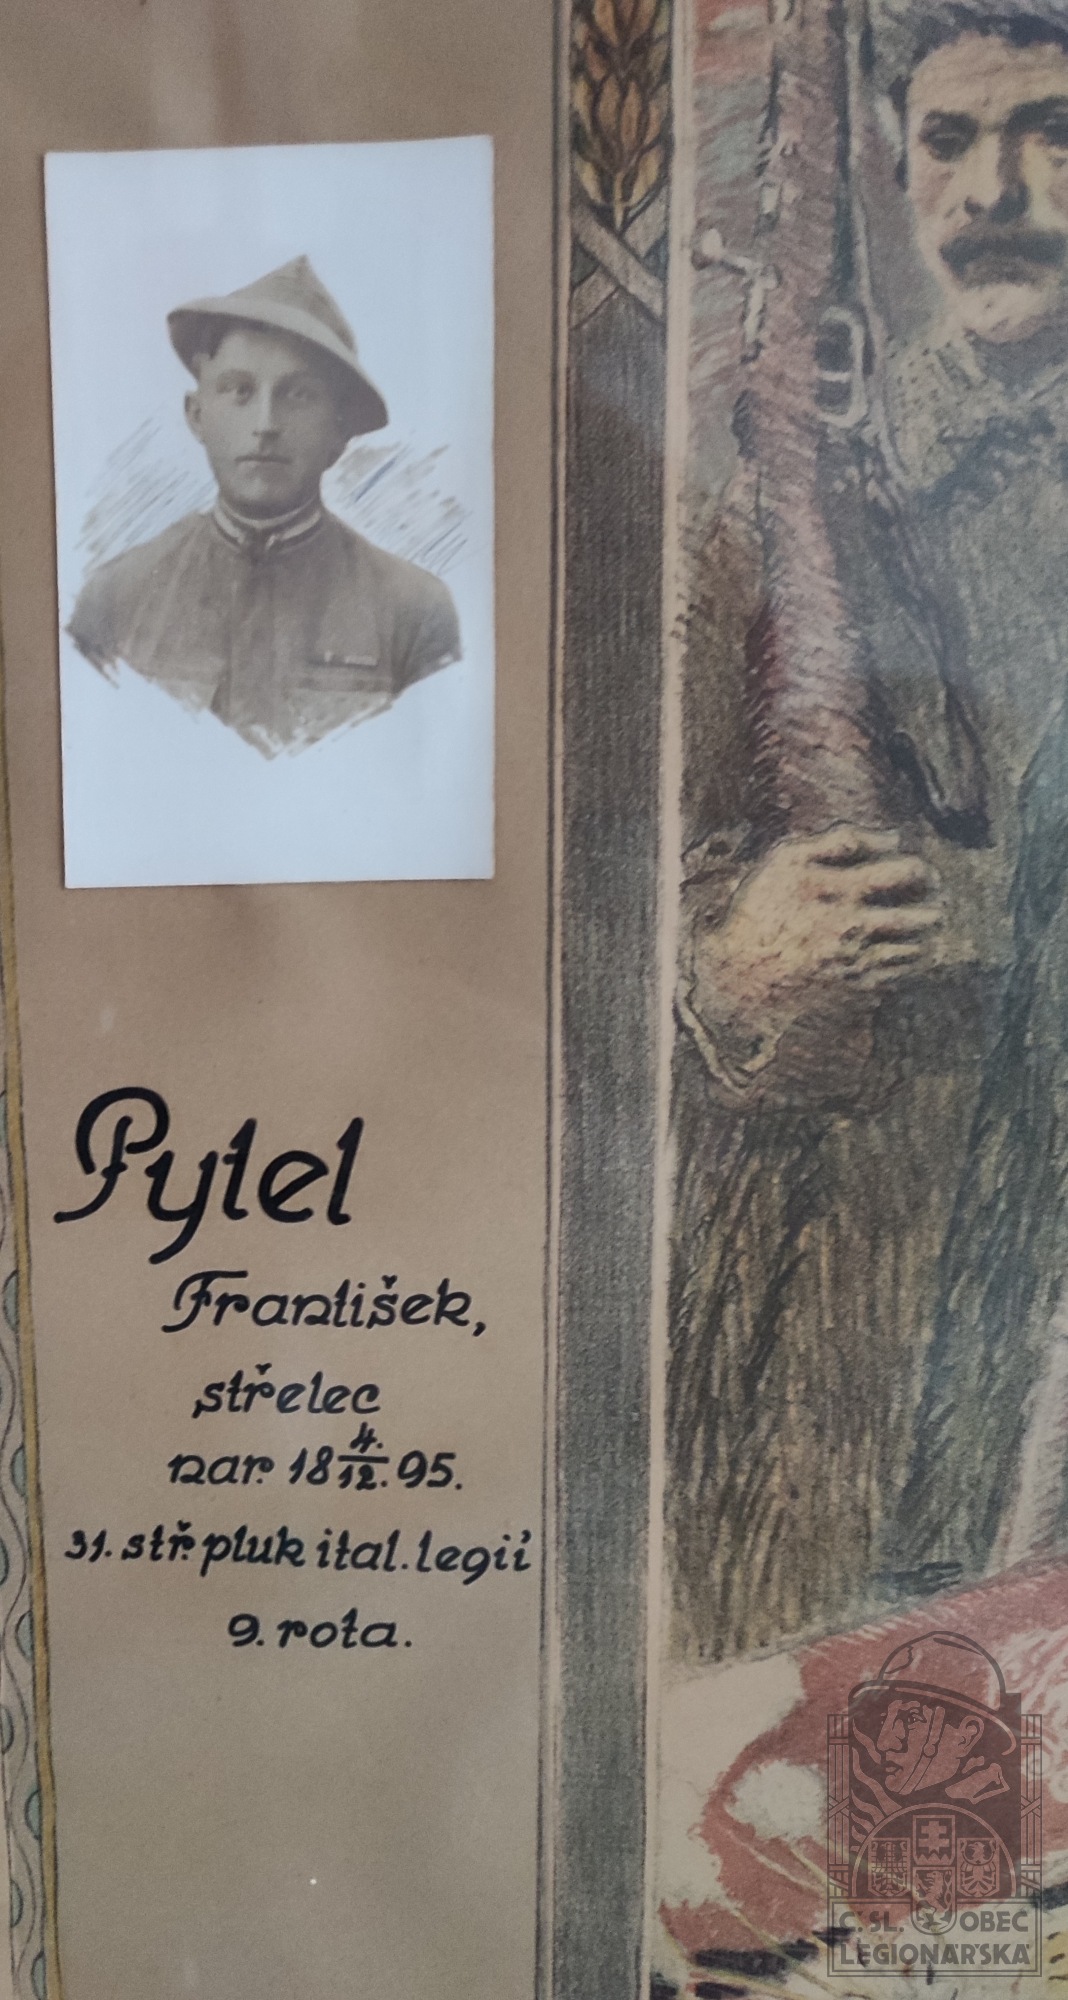 Pytel
František,
střelec
nar. 18 4./12. 95.
31. stř. pluk ital. legií
9. rota.
Č. SL. OBEC
LEGIONÁŘSKÁ